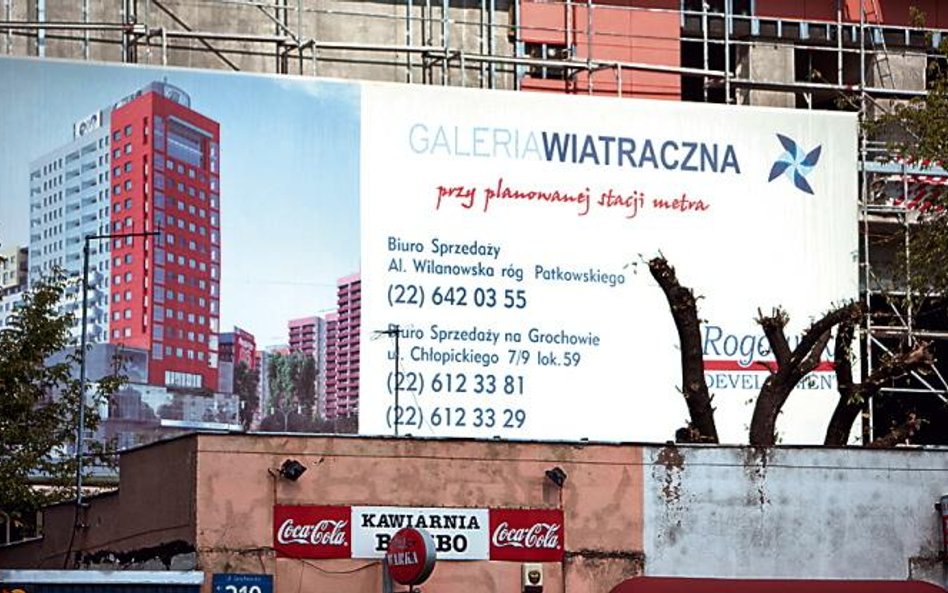 GALERIAWIATRACZNA
przy planowanej stacji metra
Biuro Sprzedaży
Al. Wilanowska róg Patkowskiego
(22) 642 03 55
Biuro Sprzedaży na Grochowie
ul. Chłopickiego 7/9 lok.59
(22) 612 33 81
(22) 612 33 29
DEVELOPMENT
Coca-Cola
KAWIARNIA
Coca-Cola
WARKA